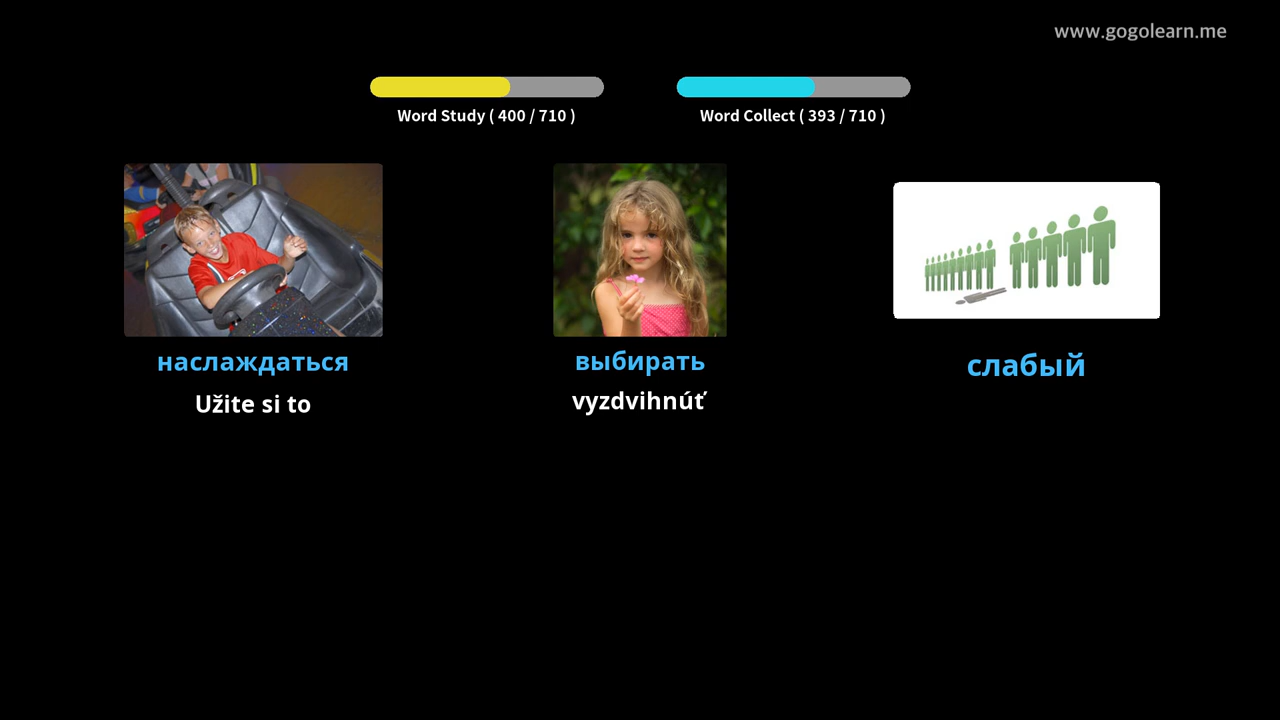 www.gogolearn.me
Word Study ( 400 / 710 )
Word Collect ( 393 / 710 )
наслаждаться
Užite si to
выбирать
vyzdvihnúť
слабый